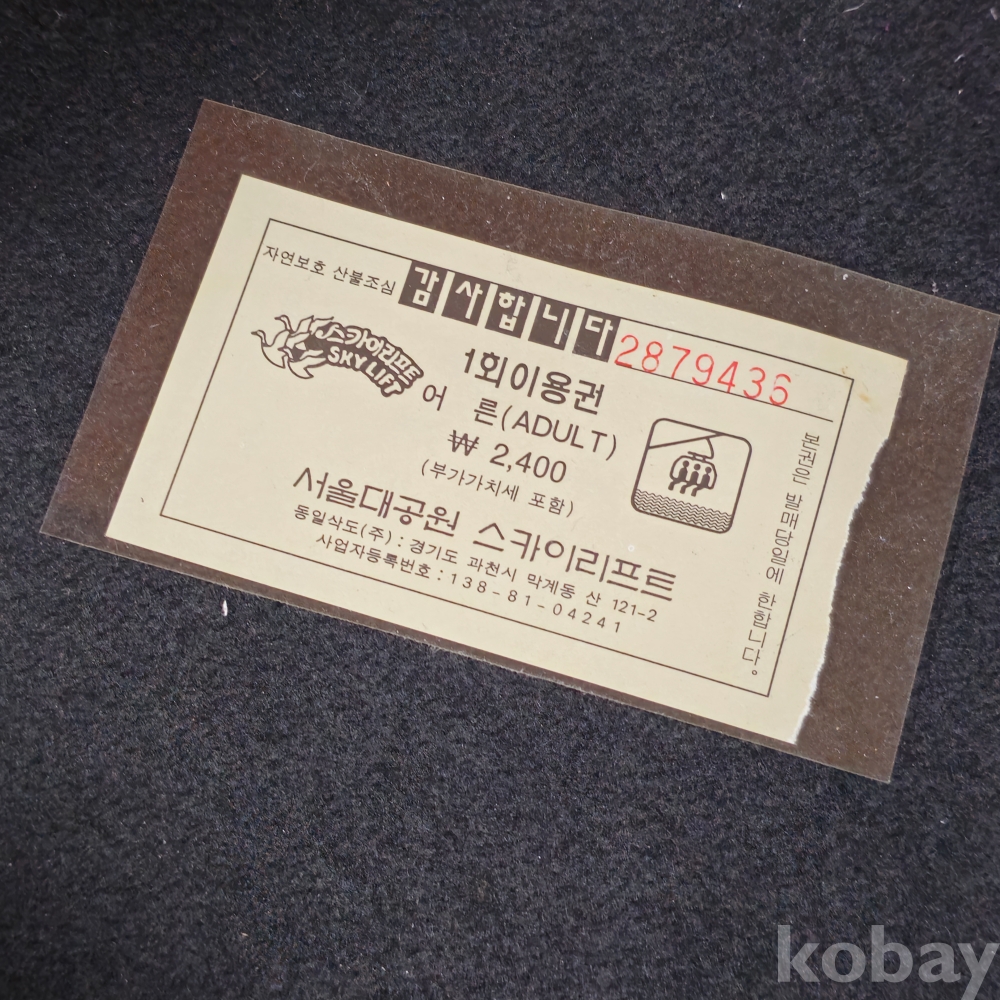 자연보호 산불조심 감사합니다 2879436
스카이리프트
SKY LIFT
1회이용권
어 른(ADULT)
₩ 2,400
(부가가치세 포함)
서울대공원 스카이리프트
동일삭도(주) : 경기도 과천시 막계동 산 121-2
사업자등록번호 : 138-81-04241
본권은 발매당일에 한합니다.
kobay